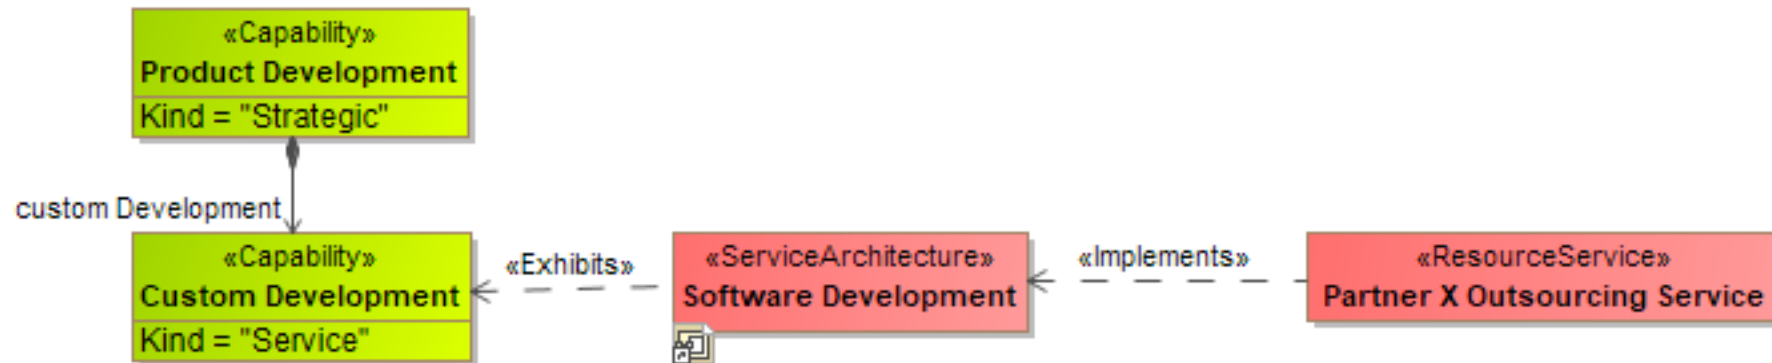 «Capability»
Product Development
Kind = "Strategic"
custom Development
«Capability»
Custom Development
Kind = "Service"
«Exhibits»
«ServiceArchitecture»
Software Development
«Implements»
«ResourceService»
Partner X Outsourcing Service